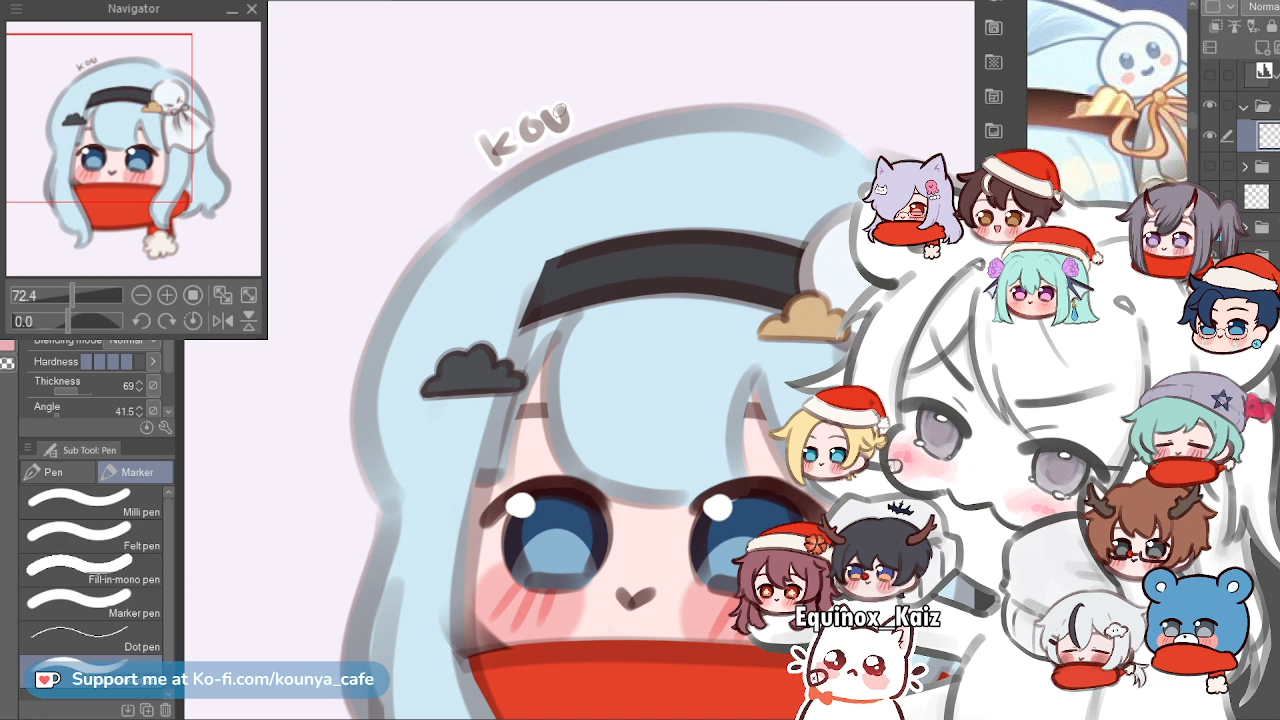 Navigator
kou
72.4
0.0
Norma
Blending mode Normal
Hardness
Thickness
69
Angle
41.5
Sub Tool: Pen
Pen
Marker
Milli pen
Felt pen
Fill-in-mono pen
Marker pen
Dot pen
Support me at Ko-fi.com/kounya_cafe
Equinox_Kaiz
kou